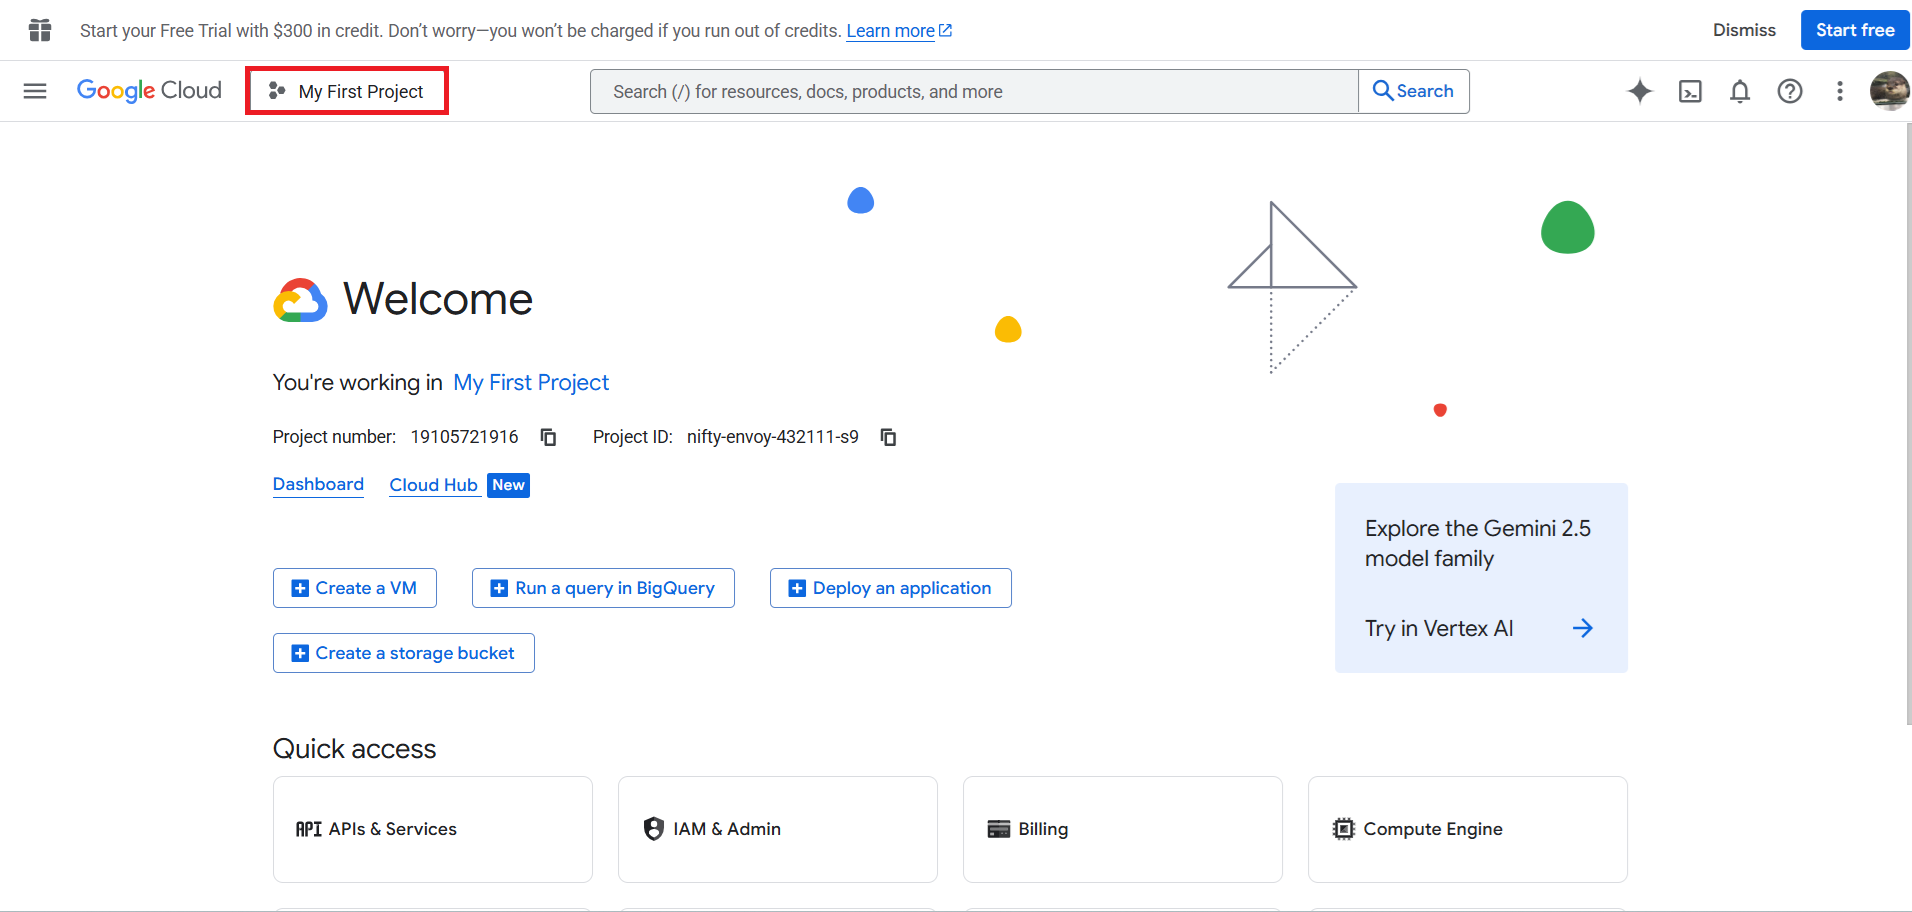 Start your Free Trial with $300 in credit. Don’t worry—you won’t be charged if you run out of credits. Learn more
Dismiss
Start free
Google Cloud
My First Project
Search (/) for resources, docs, products, and more
Search
Welcome
You're working in My First Project
Project number: 19105721916
Project ID: nifty-envoy-432111-s9
Dashboard
Cloud Hub New
Explore the Gemini 2.5
model family
Try in Vertex AI
Create a VM
Run a query in BigQuery
Deploy an application
Create a storage bucket
Quick access
API APIs & Services
IAM & Admin
Billing
Compute Engine